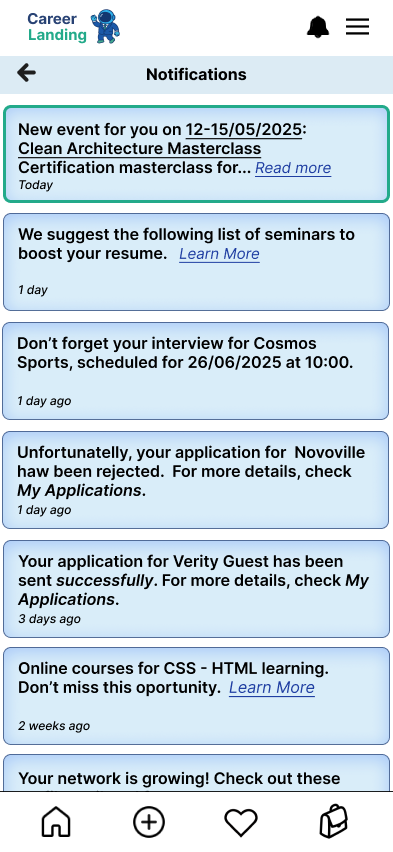 Career
Landing
Notifications
New event for you on 12-15/05/2025:
Clean Architecture Masterclass
Certification masterclass for... Read more
Today
We suggest the following list of seminars to
boost your resume. Learn More
1 day
Don’t forget your interview for Cosmos
Sports, scheduled for 26/06/2025 at 10:00.
1 day ago
Unfortunatelly, your application for Novoville
haw been rejected. For more details, check
My Applications.
1 day ago
Your application for Verity Guest has been
sent successfully. For more details, check My
Applications.
3 days ago
Online courses for CSS - HTML learning.
Don’t miss this oportunity. Learn More
2 weeks ago
Your network is growing! Check out these